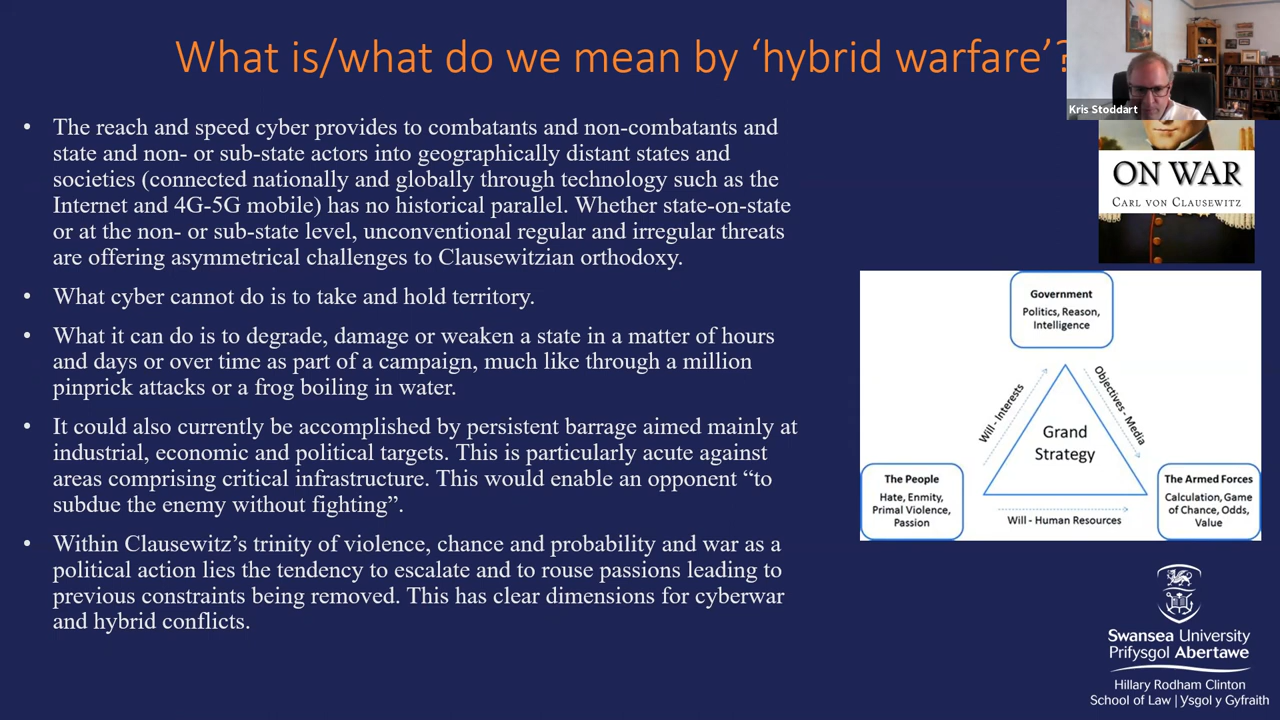 What is/what do we mean by ‘hybrid warfare’?
Kris Stoddart
• The reach and speed cyber provides to combatants and non-combatants and
state and non- or sub-state actors into geographically distant states and
societies (connected nationally and globally through technology such as the
Internet and 4G-5G mobile) has no historical parallel. Whether state-on-state
or at the non- or sub-state level, unconventional regular and irregular threats
are offering asymmetrical challenges to Clausewitzian orthodoxy.
• What cyber cannot do is to take and hold territory.
• What it can do is to degrade, damage or weaken a state in a matter of hours
and days or over time as part of a campaign, much like through a million
pinprick attacks or a frog boiling in water.
• It could also currently be accomplished by persistent barrage aimed mainly at
industrial, economic and political targets. This is particularly acute against
areas comprising critical infrastructure. This would enable an opponent “to
subdue the enemy without fighting”.
• Within Clausewitz’s trinity of violence, chance and probability and war as a
political action lies the tendency to escalate and to rouse passions leading to
previous constraints being removed. This has clear dimensions for cyberwar
and hybrid conflicts.
ON WAR
CARL VON CLAUSEWITZ
Government
Politics, Reason,
Intelligence
Will - Interests
Objectives - Media
Grand
Strategy
The People
Hate, Enmity,
Primal Violence,
Passion
Will - Human Resources
The Armed Forces
Calculation, Game
of Chance, Odds,
Value
Swansea University
Prifysgol Abertawe
Hillary Rodham Clinton
School of Law | Ysgol y Gyfraith